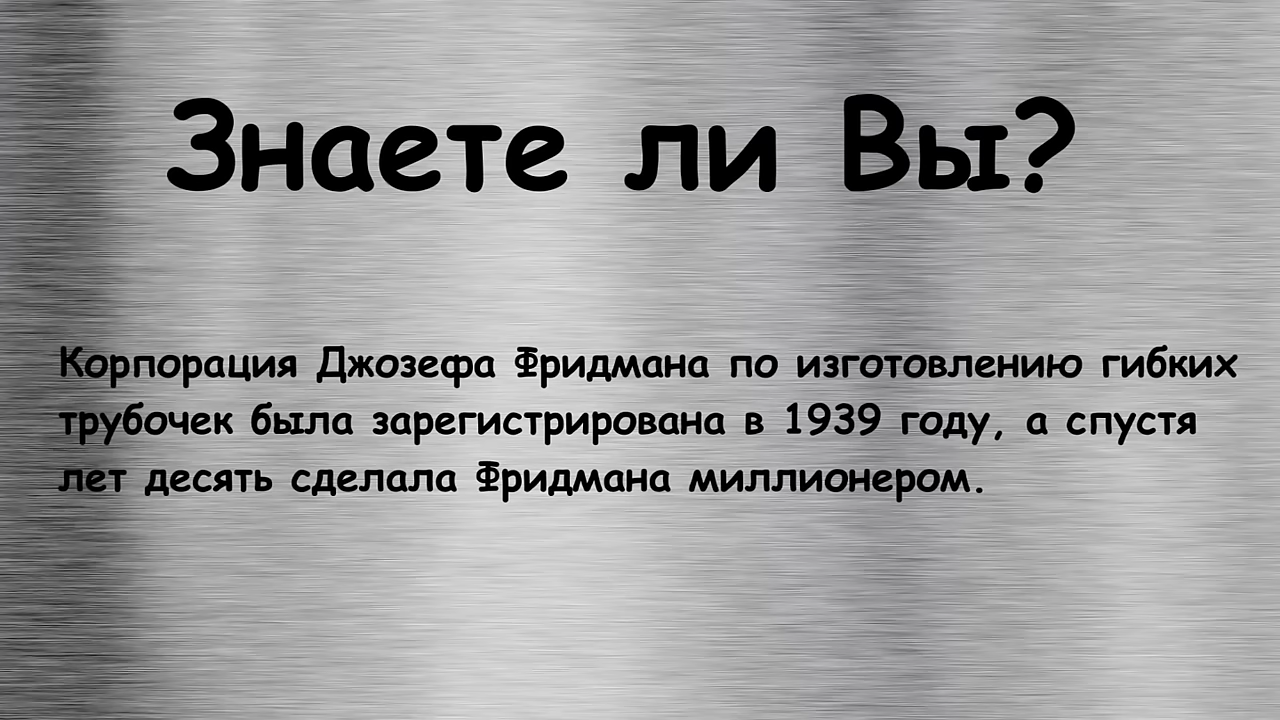 Знаете ли Вы?
Корпорация Джозефа Фридмана по изготовлению гибких
трубочек была зарегистрирована в 1939 году, а спустя
лет десять сделала Фридмана миллионером.